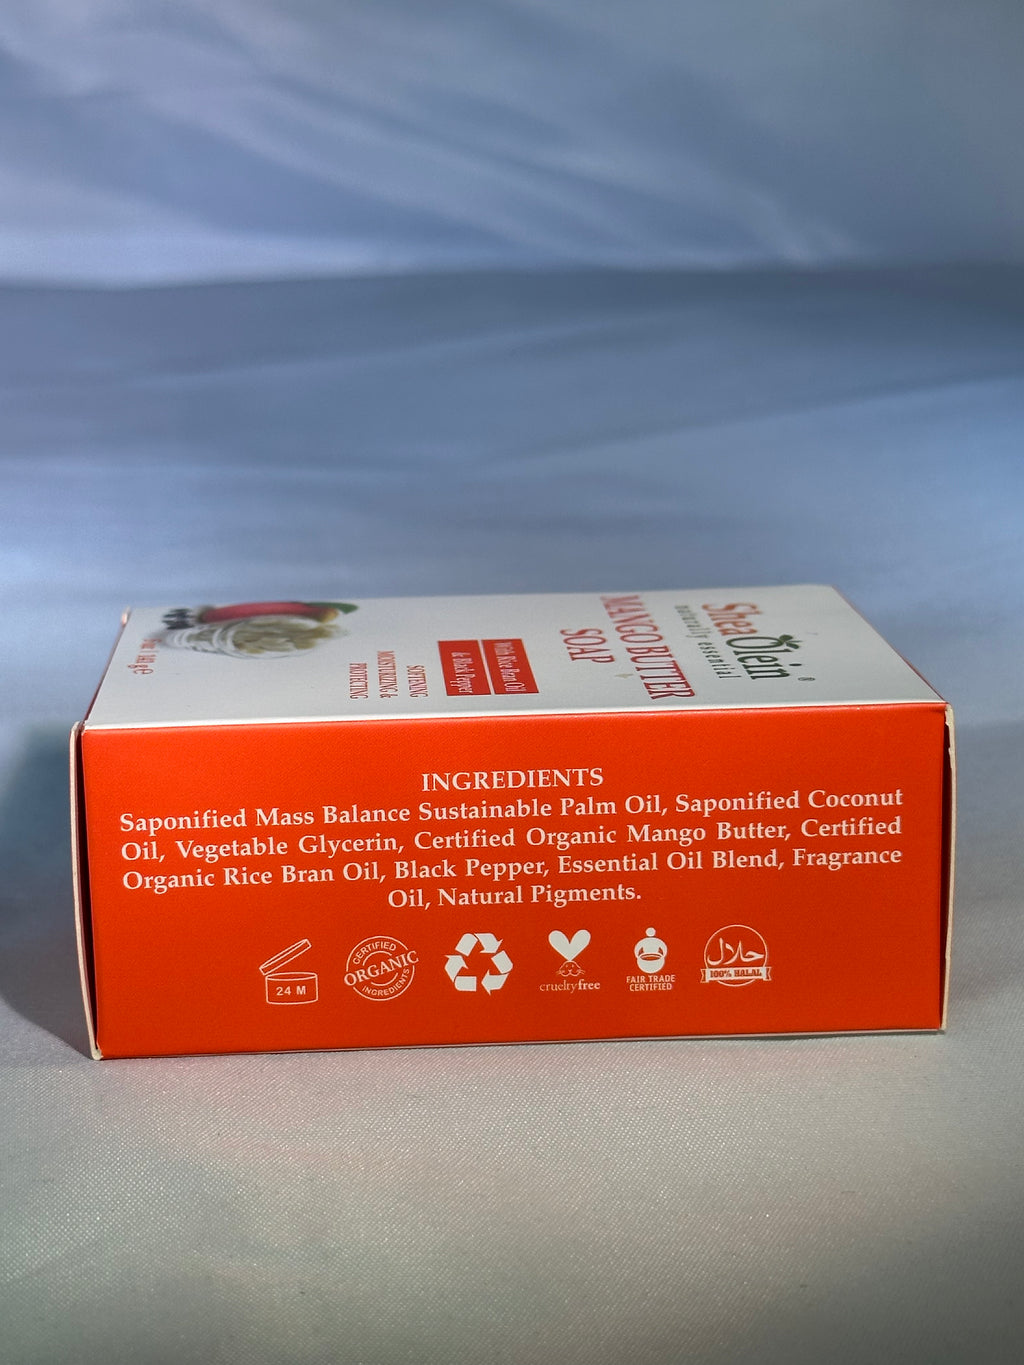 Shea Olein®
naturally essential
MANGO BUTTER
SOAP
With Rice Bran Oil
& Black Pepper
SOFTENING
MOISTURIZING &
PROTECTING
INGREDIENTS
Saponified Mass Balance Sustainable Palm Oil, Saponified Coconut
Oil, Vegetable Glycerin, Certified Organic Mango Butter, Certified
Organic Rice Bran Oil, Black Pepper, Essential Oil Blend, Fragrance
Oil, Natural Pigments.
24 M
CERTIFIED
ORGANIC
INGREDIENTS
crueltyfree
FAIR TRADE
CERTIFIED
حلال
100% HALAL